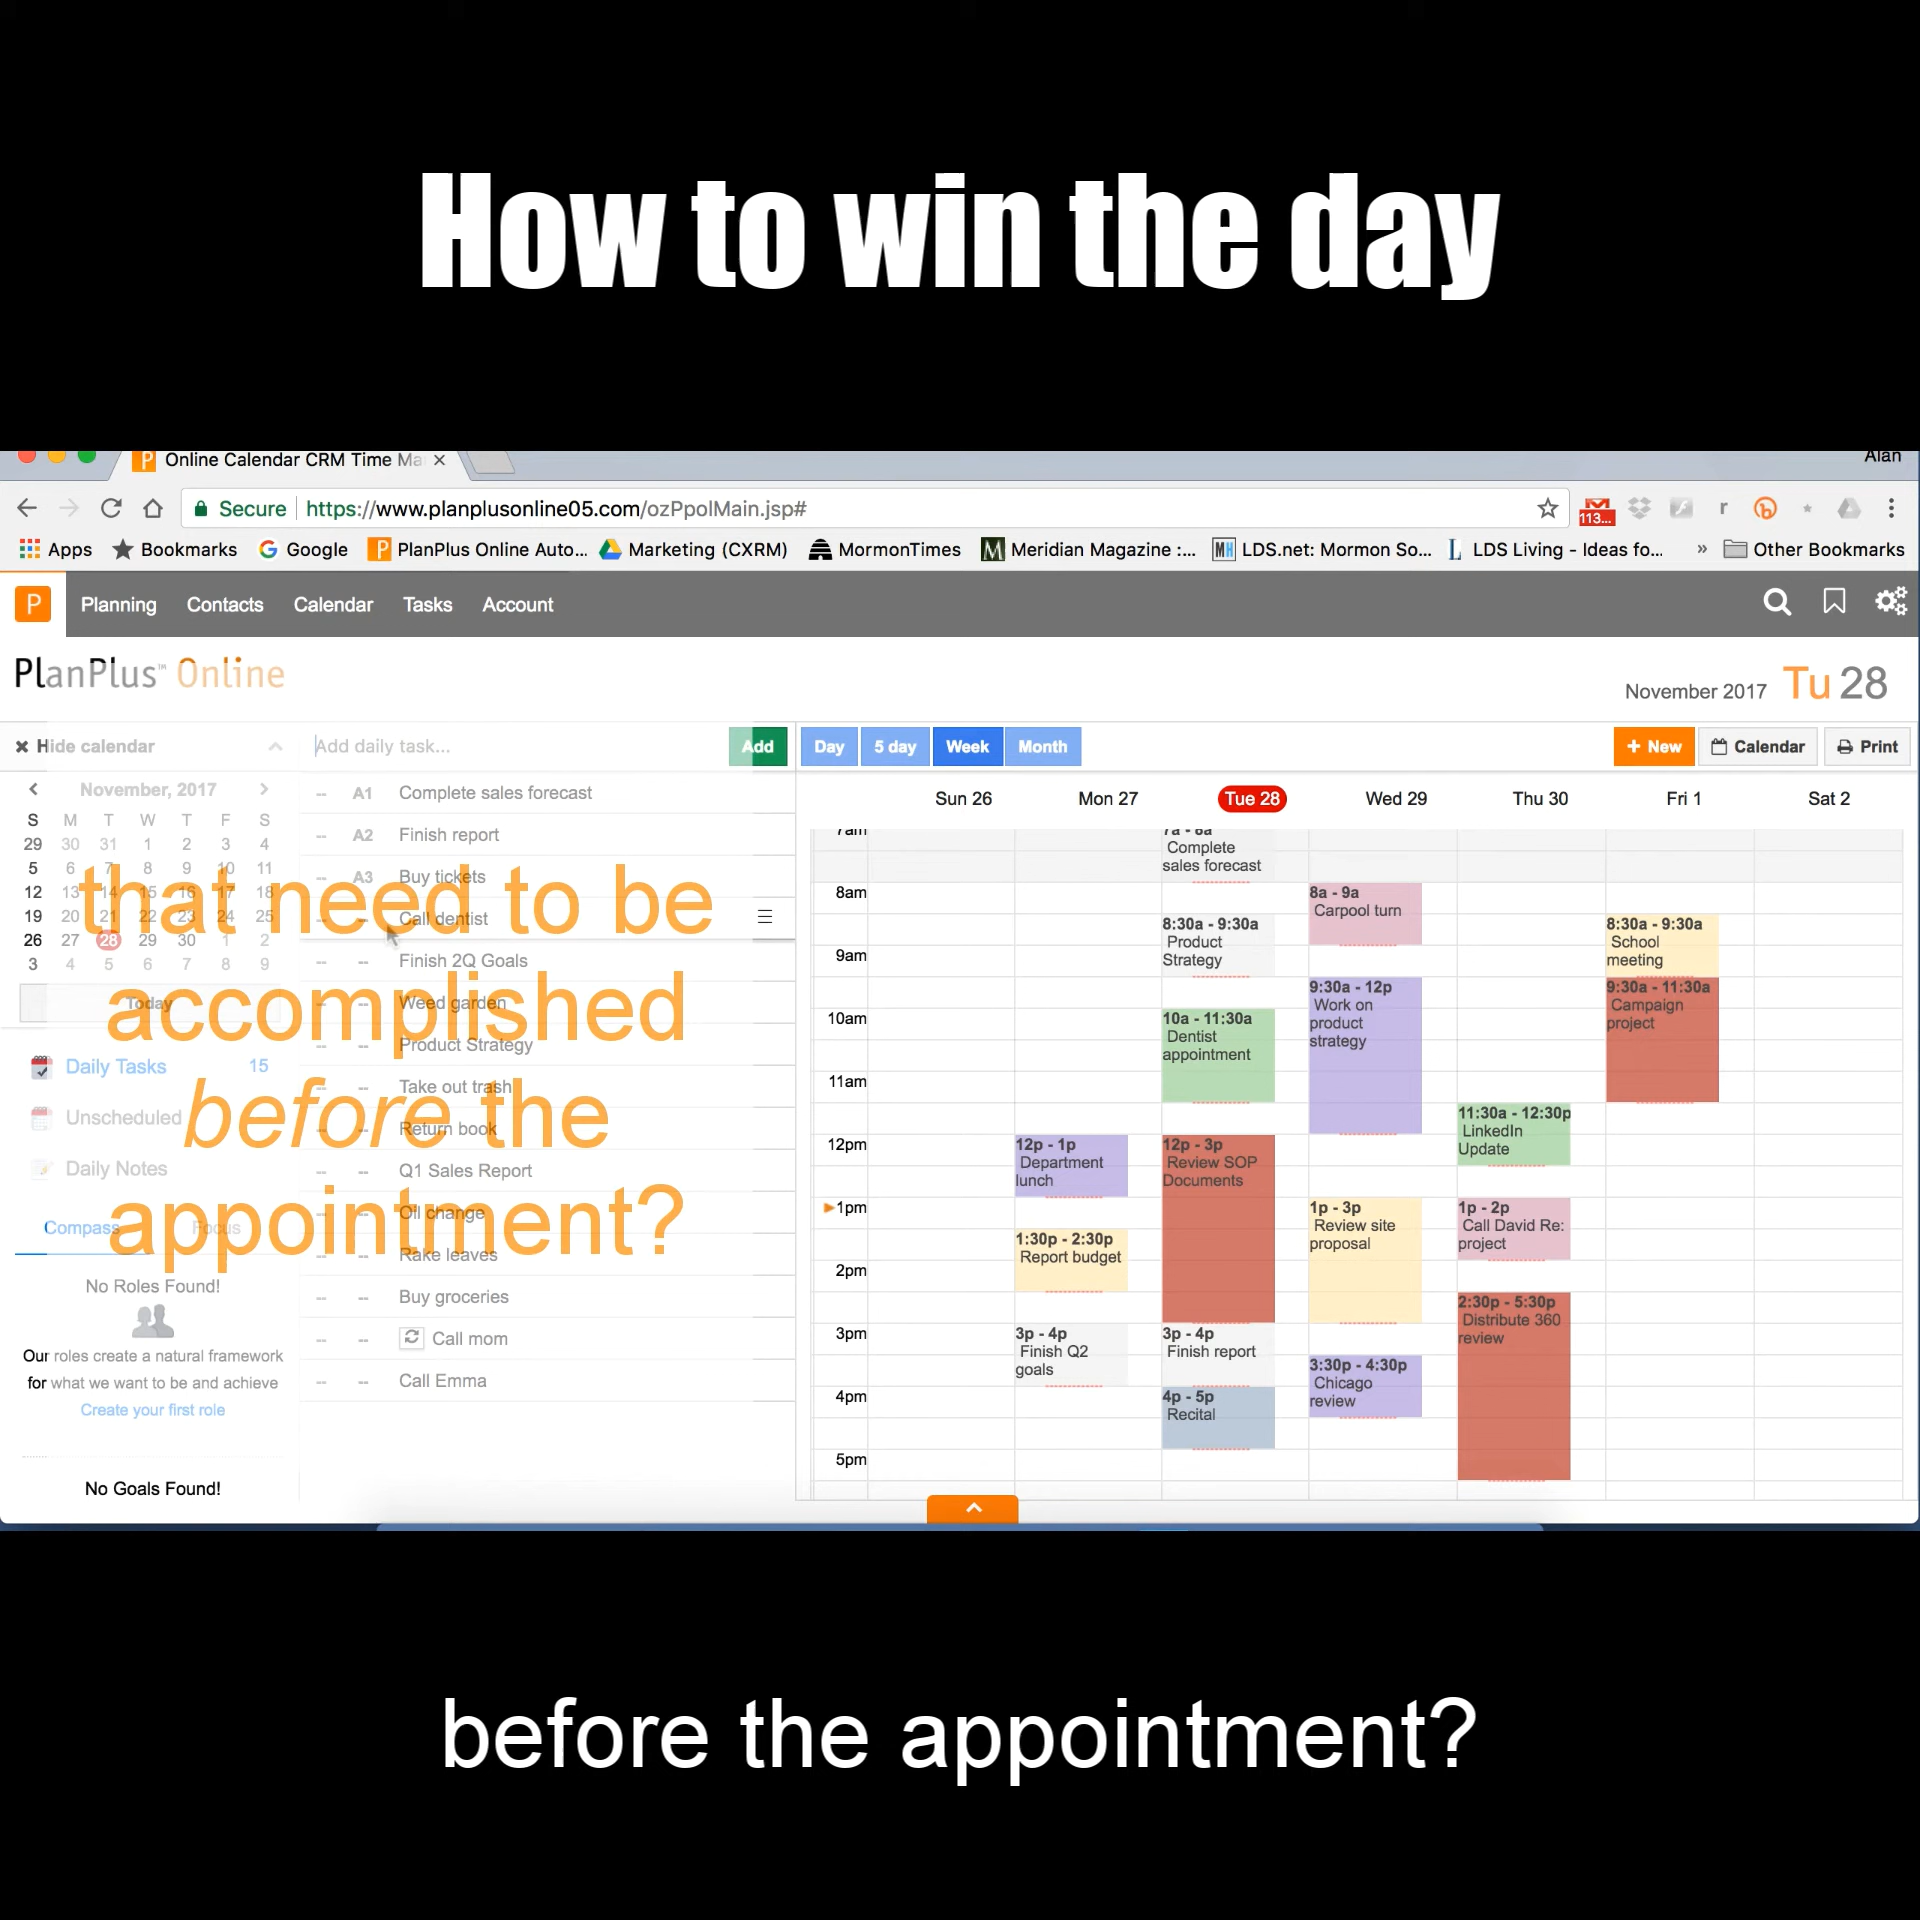 How to win the day
Online Calendar CRM Time Ma
Alan
Secure https://www.planplusonline05.com/ozPpolMain.jsp#
113...
Apps Bookmarks Google PlanPlus Online Auto... Marketing (CXRM) MormonTimes Meridian Magazine :... LDS.net: Mormon So... LDS Living - Ideas fo... » Other Bookmarks
P Planning Contacts Calendar Tasks Account
PlanPlus™ Online
November 2017 Tu 28
Hide calendar
November, 2017
S M T W T F S
29 30 31 1 2 3 4
5 6 7 8 9 10 11
12 13 14 15 16 17 18
19 20 21 22 23 24 25
26 27 28 29 30 1 2
3 4 5 6 7 8 9
Today
Daily Tasks 15
Unscheduled
Daily Notes
Compass Focus
No Roles Found!
Our roles create a natural framework
for what we want to be and achieve
Create your first role
No Goals Found!
Add daily task... Add
-- A1 Complete sales forecast
-- A2 Finish report
-- A3 Buy tickets
-- -- Call dentist
-- -- Finish 2Q Goals
-- -- Weed garden
-- -- Product Strategy
-- -- Take out trash
-- -- Return book
-- -- Q1 Sales Report
-- -- Oil change
-- -- Rake leaves
-- -- Buy groceries
-- -- Call mom
-- -- Call Emma
that need to be
accomplished
before the
appointment?
Day 5 day Week Month
+ New Calendar Print
Sun 26 Mon 27 Tue 28 Wed 29 Thu 30 Fri 1 Sat 2
7am
8am
9am
10am
11am
12pm
1pm
2pm
3pm
4pm
5pm
12p - 1p
Department
lunch
1:30p - 2:30p
Report budget
3p - 4p
Finish Q2
goals
7a - 8a
Complete
sales forecast
8:30a - 9:30a
Product
Strategy
10a - 11:30a
Dentist
appointment
12p - 3p
Review SOP
Documents
3p - 4p
Finish report
4p - 5p
Recital
8a - 9a
Carpool turn
9:30a - 12p
Work on
product
strategy
1p - 3p
Review site
proposal
3:30p - 4:30p
Chicago
review
11:30a - 12:30p
LinkedIn
Update
1p - 2p
Call David Re:
project
2:30p - 5:30p
Distribute 360
review
8:30a - 9:30a
School
meeting
9:30a - 11:30a
Campaign
project
before the appointment?